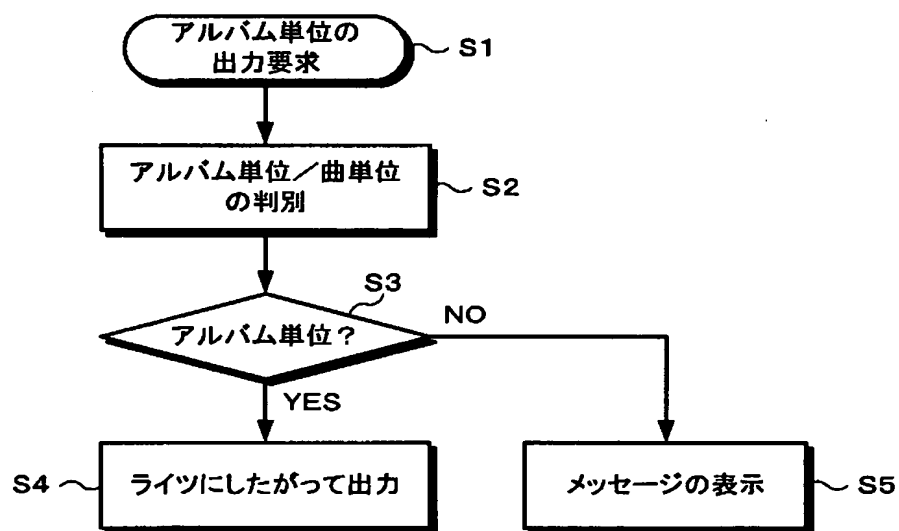 アルバム単位の
出力要求
S1
アルバム単位／曲単位
の判別
S2
S3
アルバム単位？
NO
YES
S4
ライツにしたがって出力
メッセージの表示
S5